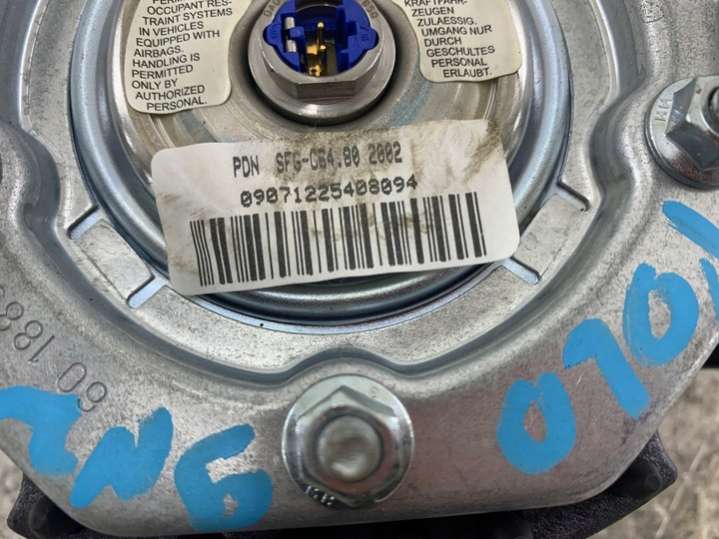 OCCUPANT RES-
TRAINT SYSTEMS
IN VEHICLES
EQUIPPED WITH
AIRBAGS.
HANDLING IS
PERMITTED
ONLY BY
AUTHORIZED
PERSONAL.
KRAFTFAHR-
ZEUGEN
ZULAESSIG.
UMGANG NUR
DURCH
GESCHULTES
PERSONAL
ERLAUBT.
PDN SFG-C64.80 2002
09071225408094